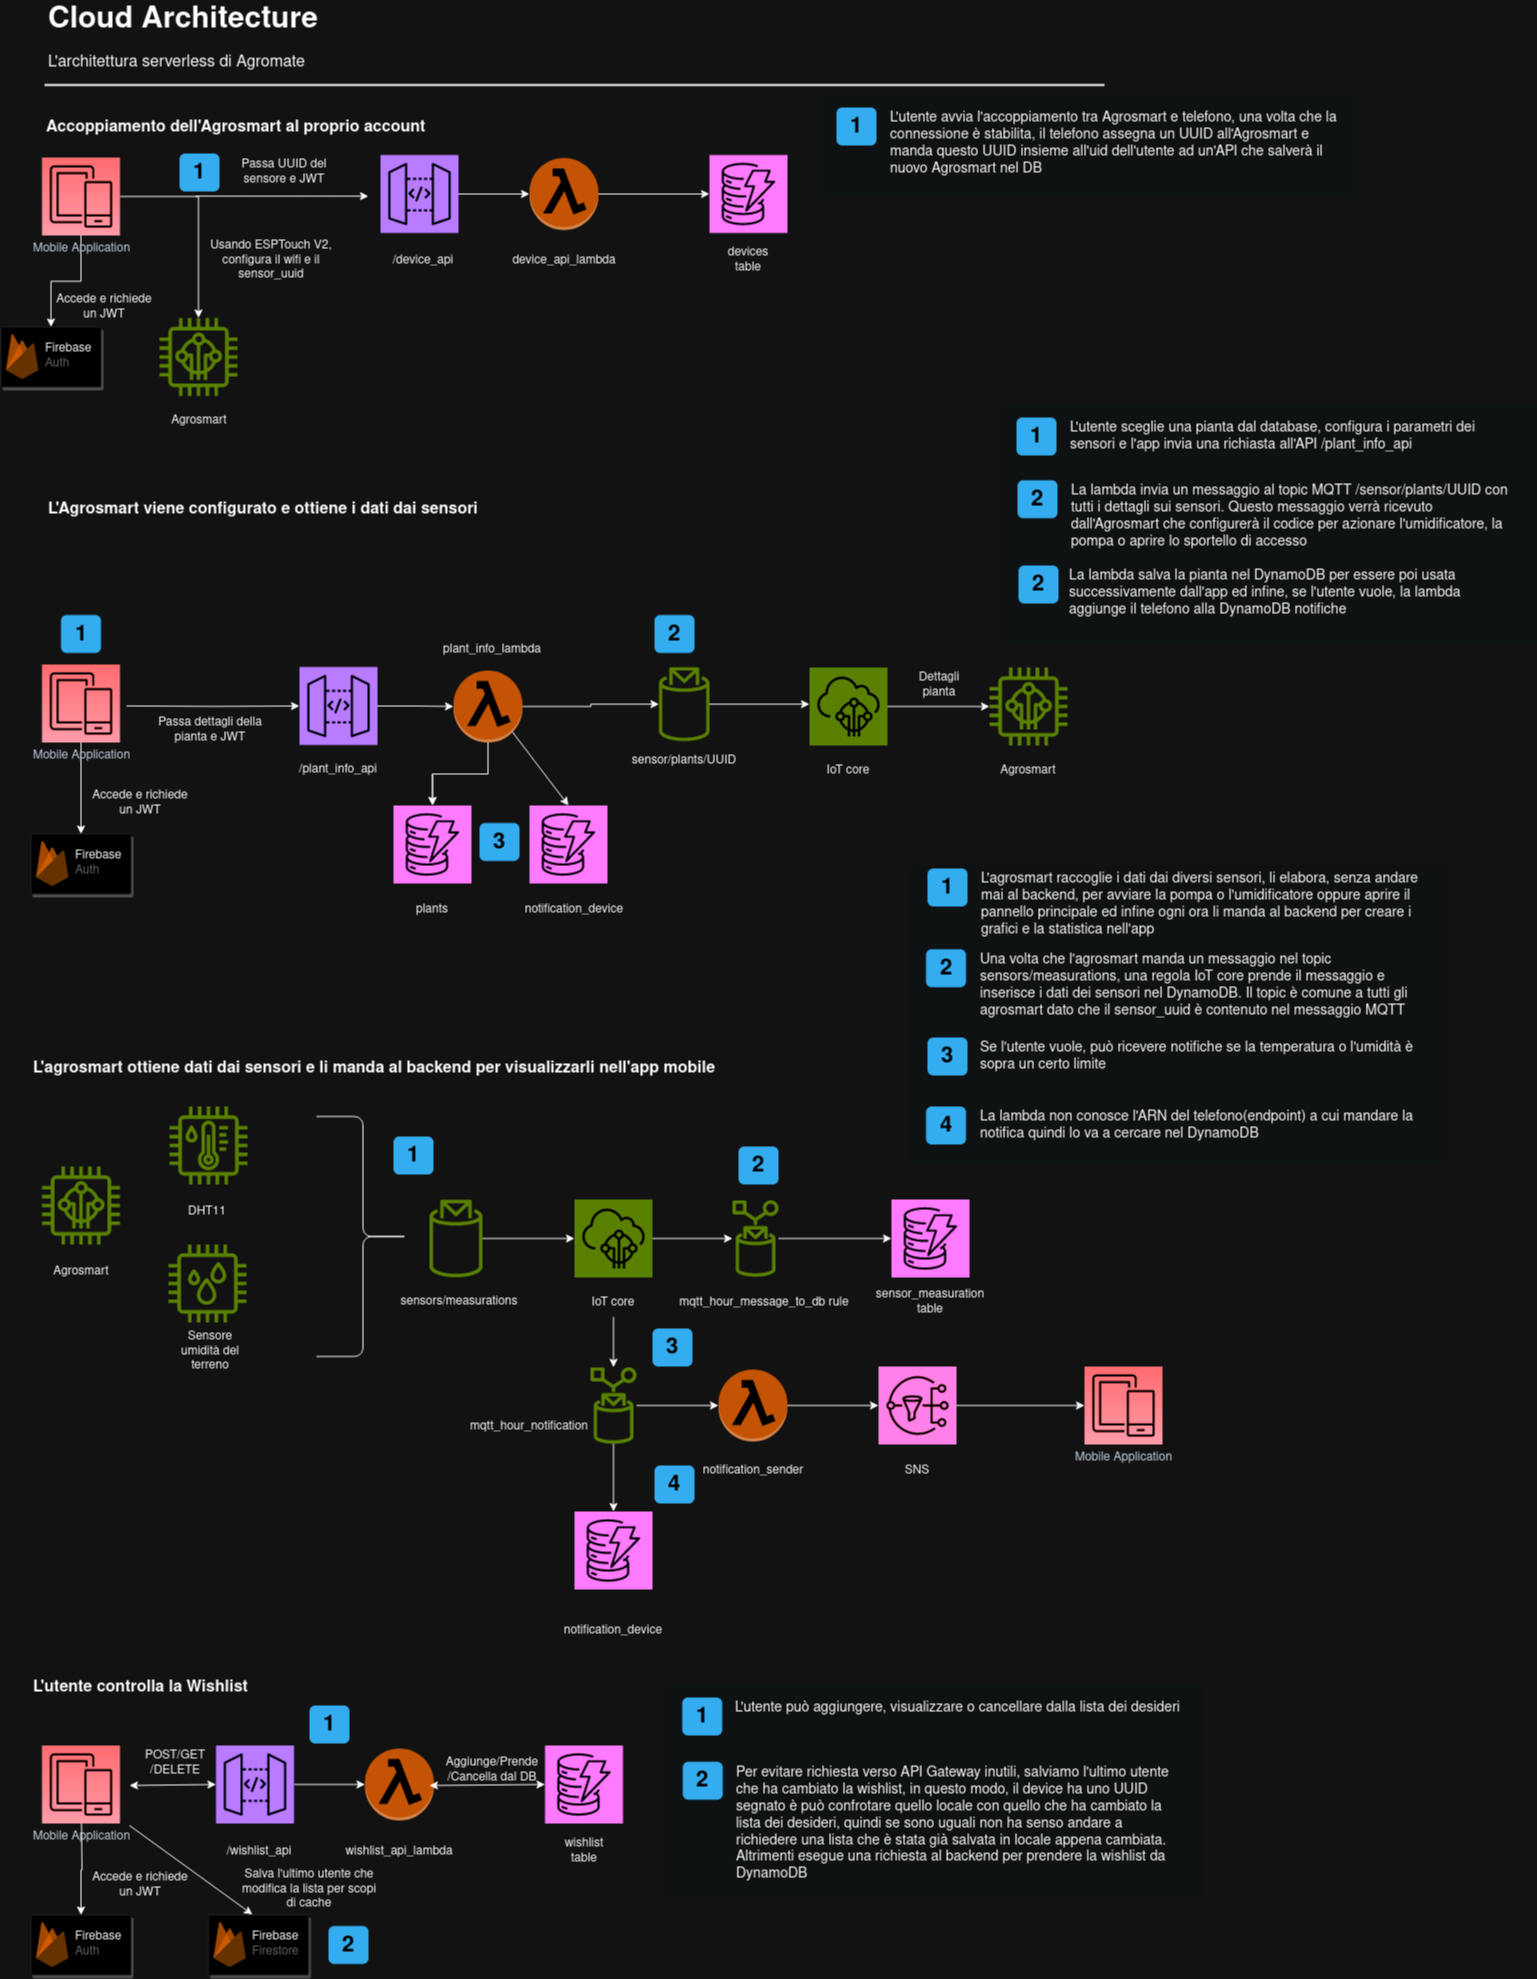 Cloud Architecture
L'architettura serverless di Agromate
Accoppiamento dell'Agrosmart al proprio account
1
L'utente avvia l'accoppiamento tra Agrosmart e telefono, una volta che la
connessione è stabilita, il telefono assegna un UUID all'Agrosmart e
manda questo UUID insieme all'uid dell'utente ad un'API che salverà il
nuovo Agrosmart nel DB
1
Passa UUID del
sensore e JWT
Mobile Application
Usando ESPTouch V2,
configura il wifi e il
sensor_uuid
/device_api
device_api_lambda
devices
table
Accede e richiede
un JWT
Firebase
Auth
Agrosmart
1
L'utente sceglie una pianta dal database, configura i parametri dei
sensori e l'app invia una richiasta all'API /plant_info_api
2
La lambda invia un messaggio al topic MQTT /sensor/plants/UUID con
tutti i dettagli sui sensori. Questo messaggio verrà ricevuto
dall'Agrosmart che configurerà il codice per azionare l'umidificatore, la
pompa o aprire lo sportello di accesso
2
La lambda salva la pianta nel DynamoDB per essere poi usata
successivamente dall'app ed infine, se l'utente vuole, la lambda
aggiunge il telefono alla DynamoDB notifiche
L'Agrosmart viene configurato e ottiene i dati dai sensori
1
plant_info_lambda
2
Dettagli
pianta
Passa dettagli della
pianta e JWT
Mobile Application
/plant_info_api
sensor/plants/UUID
IoT core
Agrosmart
Accede e richiede
un JWT
Firebase
Auth
3
plants
notification_device
1
L'agrosmart raccoglie i dati dai diversi sensori, li elabora, senza andare
mai al backend, per avviare la pompa o l'umidificatore oppure aprire il
pannello principale ed infine ogni ora li manda al backend per creare i
grafici e la statistica nell'app
2
Una volta che l'agrosmart manda un messaggio nel topic
sensors/measurations, una regola IoT core prende il messaggio e
inserisce i dati dei sensori nel DynamoDB. Il topic è comune a tutti gli
agrosmart dato che il sensor_uuid è contenuto nel messaggio MQTT
3
Se l'utente vuole, può ricevere notifiche se la temperatura o l'umidità è
sopra un certo limite
4
La lambda non conosce l'ARN del telefono(endpoint) a cui mandare la
notifica quindi lo va a cercare nel DynamoDB
L'agrosmart ottiene dati dai sensori e li manda al backend per visualizzarli nell'app mobile
1
2
DHT11
Agrosmart
sensors/measurations
IoT core
mqtt_hour_message_to_db rule
sensor_measuration
table
Sensore
umidità del
terreno
3
mqtt_hour_notification
notification_sender
SNS
Mobile Application
4
notification_device
L'utente controlla la Wishlist
1
L'utente può aggiungere, visualizzare o cancellare dalla lista dei desideri
2
Per evitare richiesta verso API Gateway inutili, salviamo l'ultimo utente
che ha cambiato la wishlist, in questo modo, il device ha uno UUID
segnato è può confrotare quello locale con quello che ha cambiato la
lista dei desideri, quindi se sono uguali non ha senso andare a
richiedere una lista che è stata già salvata in locale appena cambiata.
Altrimenti esegue una richiesta al backend per prendere la wishlist da
DynamoDB
1
POST/GET
/DELETE
Aggiunge/Prende
/Cancella dal DB
Mobile Application
/wishlist_api
wishlist_api_lambda
wishlist
table
Accede e richiede
un JWT
Salva l'ultimo utente che
modifica la lista per scopi
di cache
Firebase
Auth
Firebase
Firestore
2